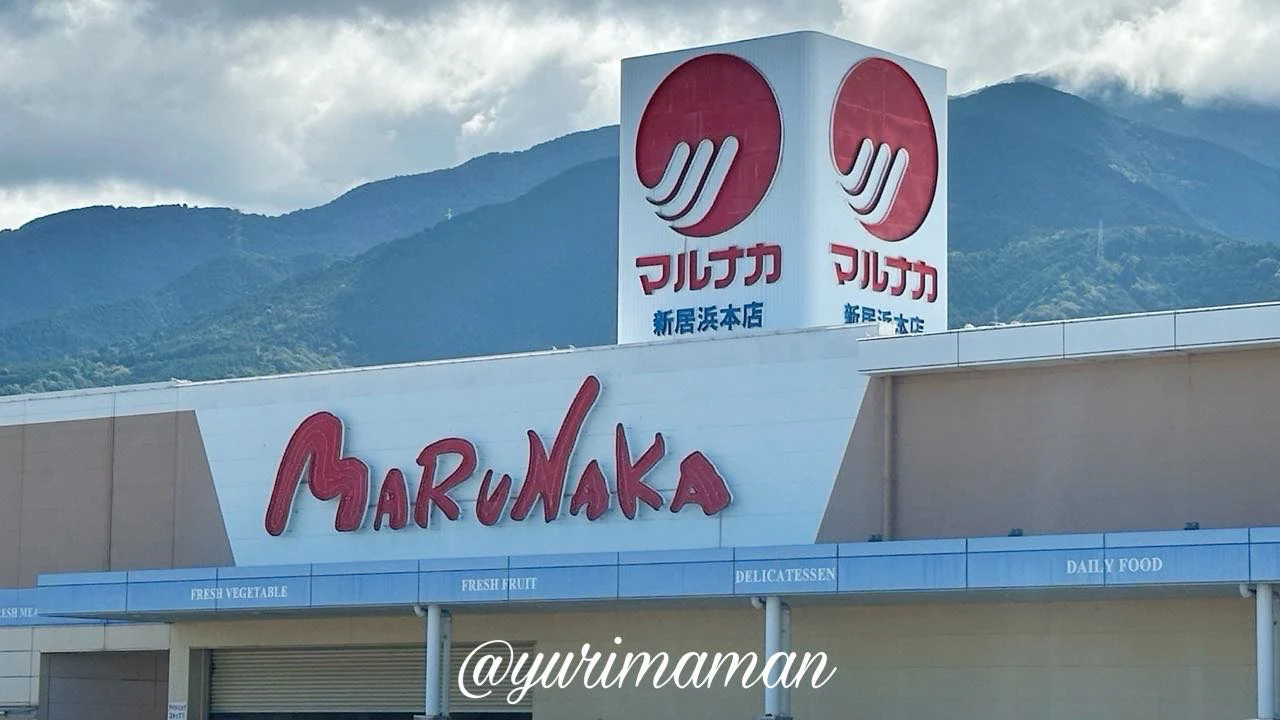 マルナカ
新居浜本店
マルナカ
新居浜本店
MARUNAKA
FRESH VEGETABLE
FRESH FRUIT
DELICATESSEN
DAILY FOOD
@yurimaman